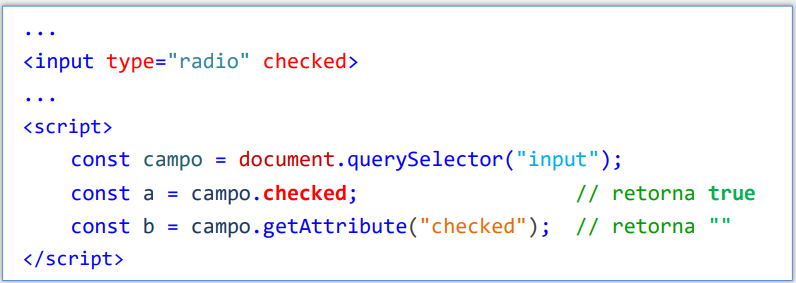 ...
<input type="radio" checked>
...
<script>
const campo = document.querySelector("input");
const a = campo.checked; // retorna true
const b = campo.getAttribute("checked"); // retorna ""
</script>